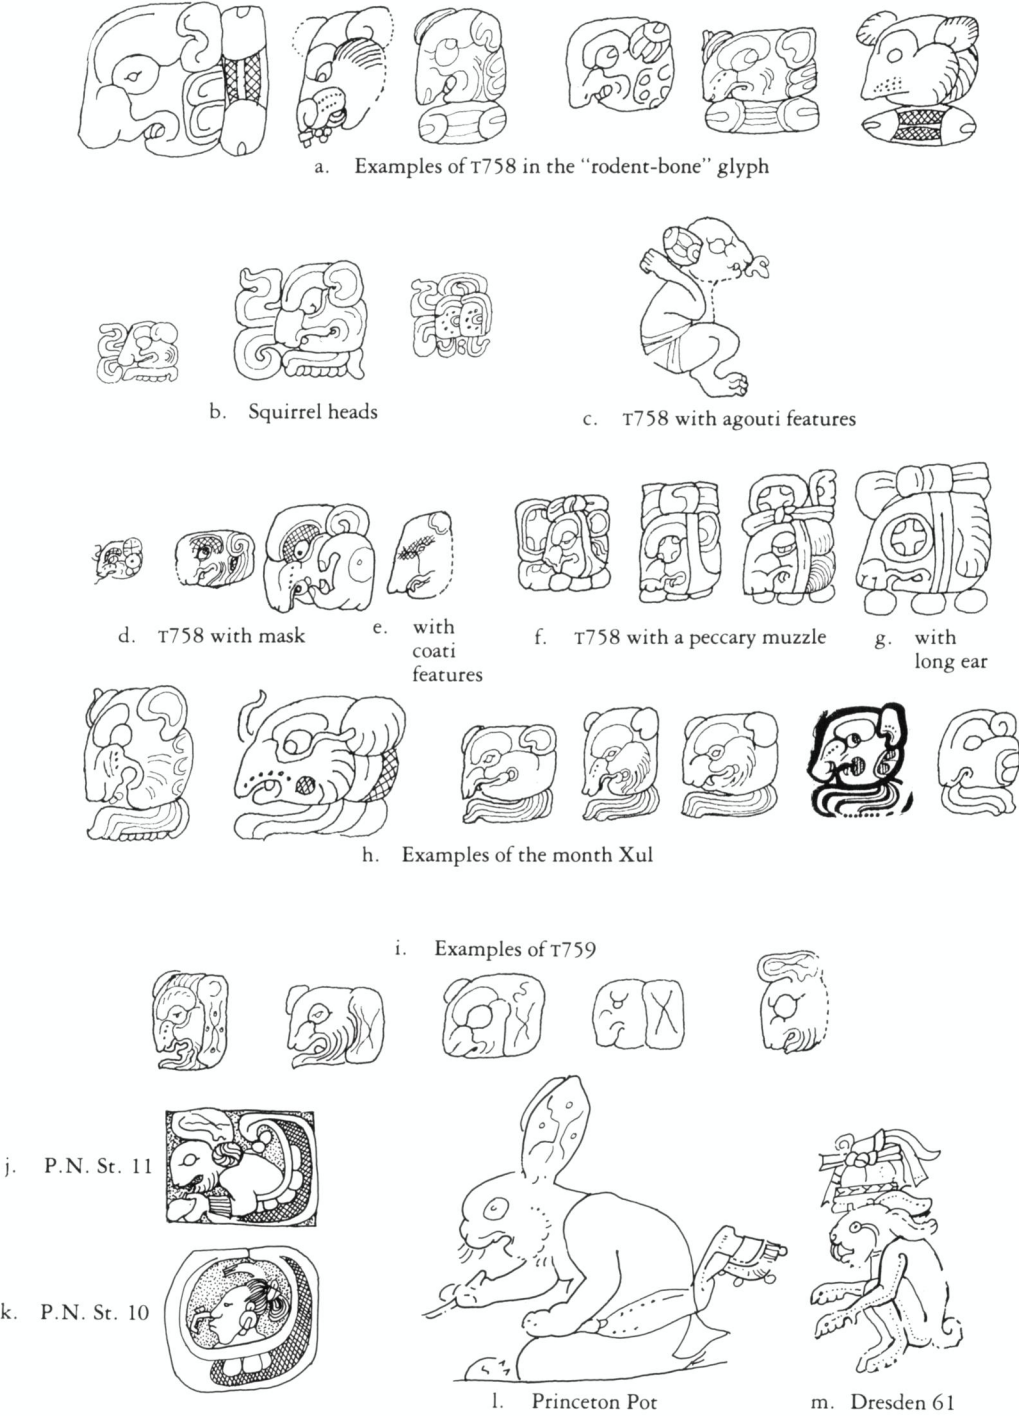 a. Examples of T758 in the “rodent-bone” glyph
b. Squirrel heads
c. T758 with agouti features
d. T758 with mask
e. with
coati
features
f. T758 with a peccary muzzle
g. with
long ear
h. Examples of the month Xul
i. Examples of T759
j. P.N. St. 11
k. P.N. St. 10
l. Princeton Pot
m. Dresden 61